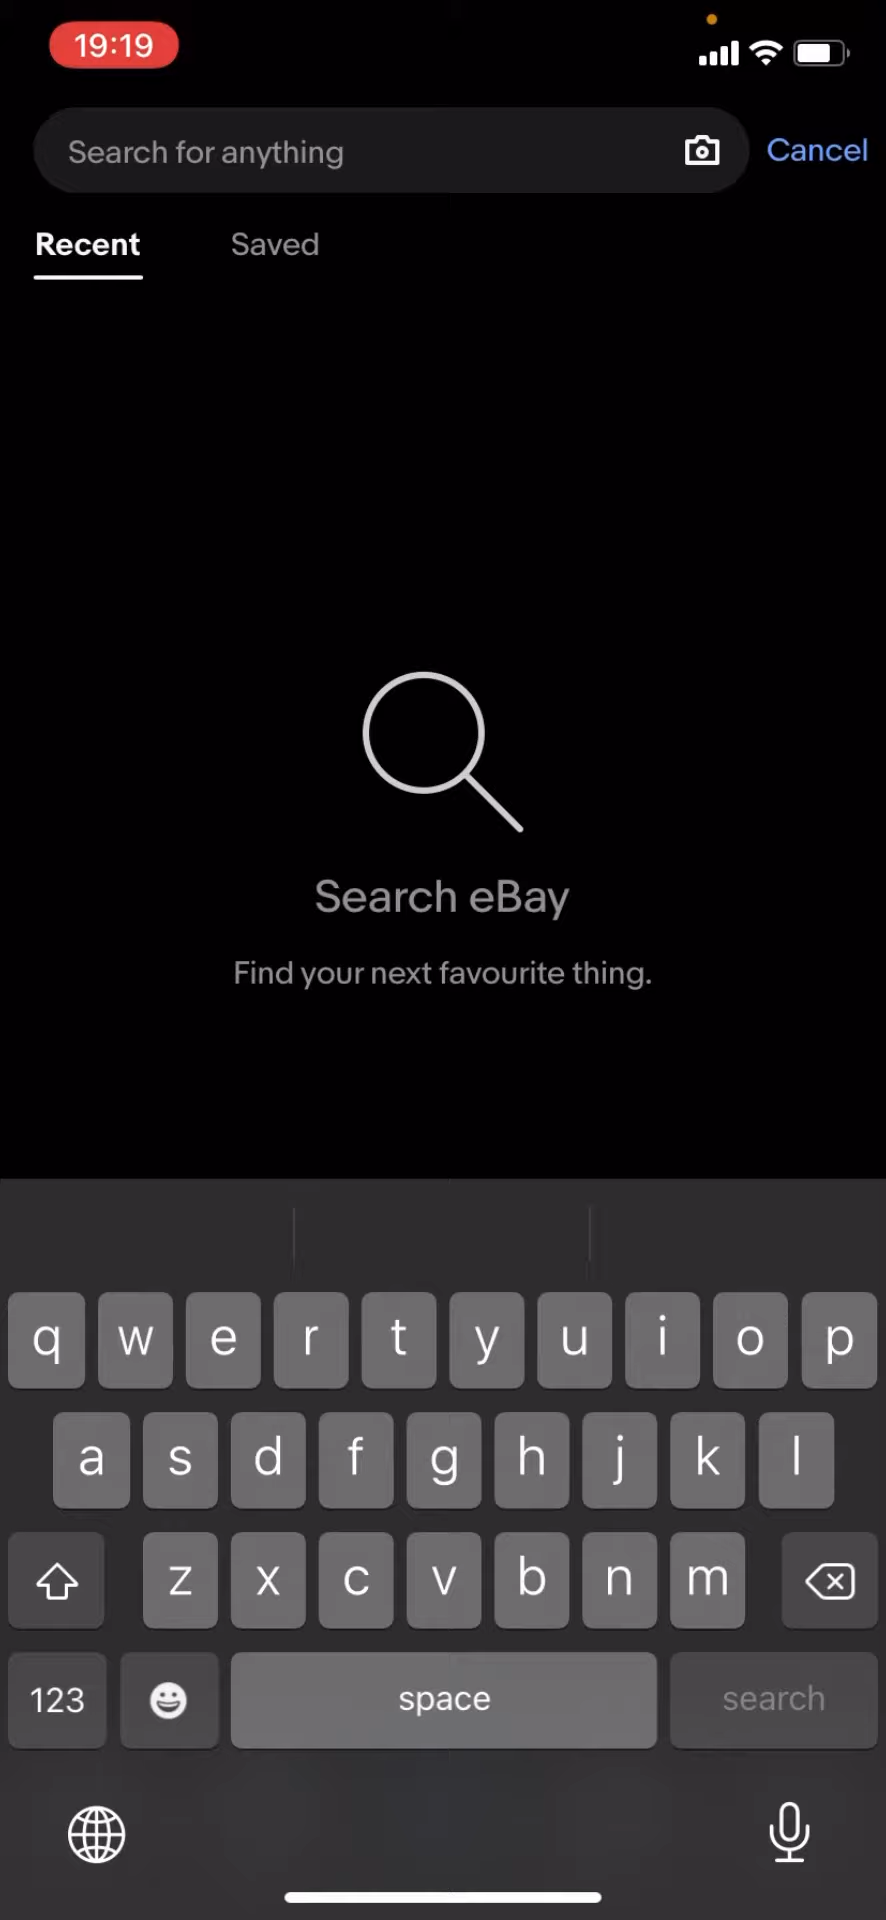 19:19
Search for anything
Cancel
Recent
Saved
Search eBay
Find your next favourite thing.
q w e r t y u i o p
a s d f g h j k l
z x c v b n m
123 space search